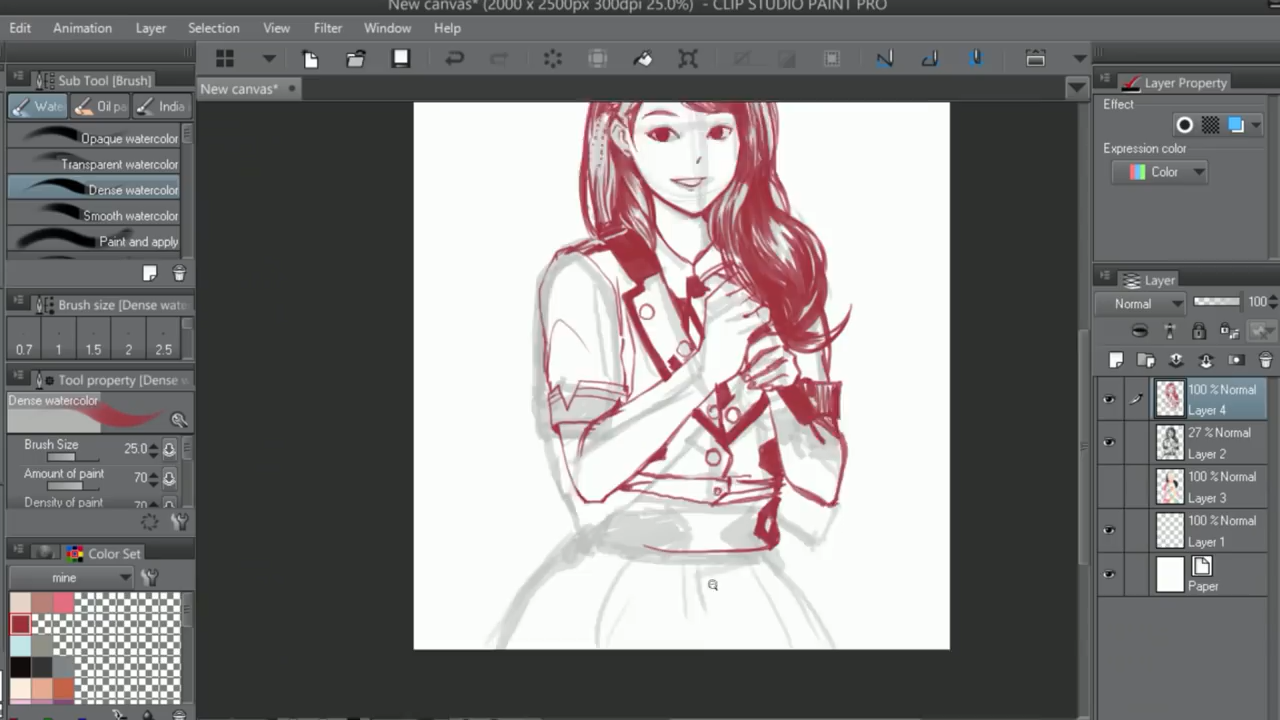 New canvas* (2000 x 2500px 300dpi 25.0%) - CLIP STUDIO PAINT PRO
Edit Animation Layer Selection View Filter Window Help
Sub Tool [Brush]
New canvas*
Wate Oil pa India
Opaque watercolor
Transparent watercolor
Dense watercolor
Smooth watercolor
Paint and apply
Brush size [Dense wate
0.7 1 1.5 2 2.5
Tool property [Dense w
Dense watercolor
Brush Size 25.0
Amount of paint 70
Density of paint 70
Color Set
mine
Layer Property
Effect
Expression color
Color
Layer
Normal 100
100 % Normal
Layer 4
27 % Normal
Layer 2
100 % Normal
Layer 3
100 % Normal
Layer 1
Paper